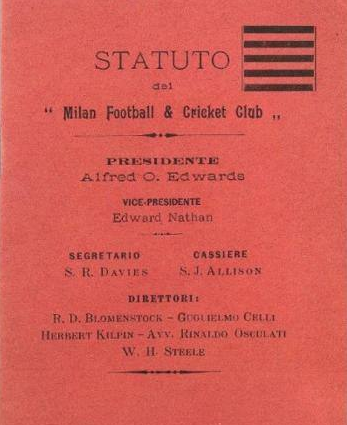 STATUTO
del
" Milan Football & Cricket Club „
PRESIDENTE
Alfred O. Edwards
VICE-PRESIDENTE
Edward Nathan
SEGRETARIO CASSIERE
S. R. DAVIES S. J. ALLISON
DIRETTORI:
R. D. BLOMENSTOCK – GUGLIELMO CELLI
HERBERT KILPIN – AVV. RINALDO OSCULATI
W. H. STEELE